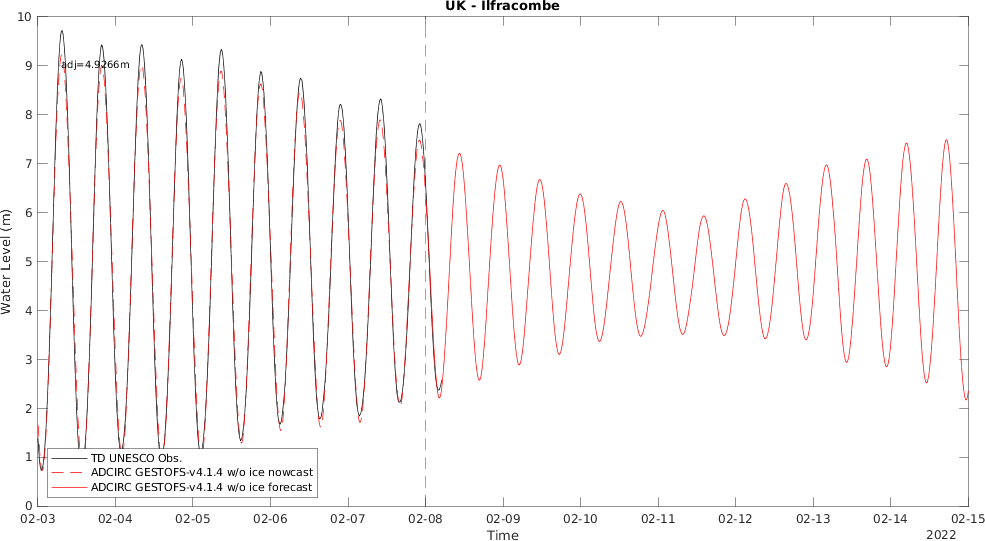 UK - Ilfracombe
10
9
8
7
6
5
4
3
2
1
0
Water Level (m)
adj=4.9266m
TD UNESCO Obs.
ADCIRC GESTOFS-v4.1.4 w/o ice nowcast
ADCIRC GESTOFS-v4.1.4 w/o ice forecast
02-03 02-04 02-05 02-06 02-07 02-08 02-09 02-10 02-11 02-12 02-13 02-14 02-15
Time
2022